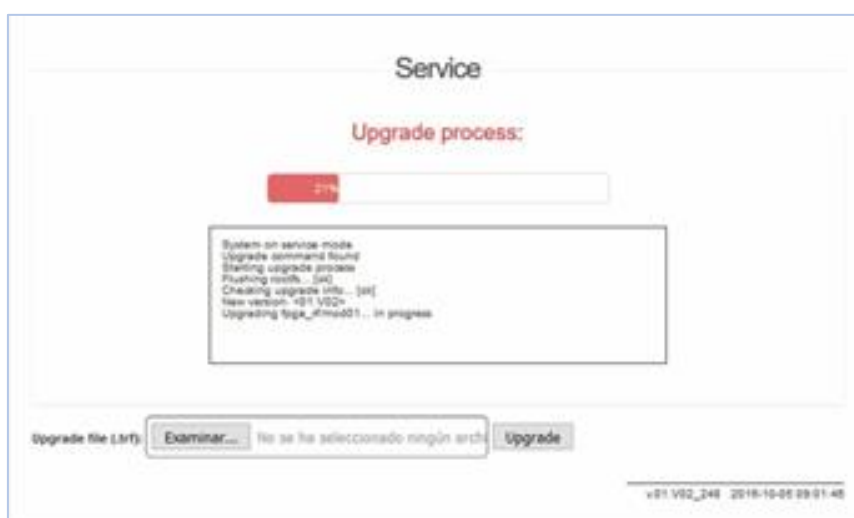 Service
Upgrade process:
21%
System on service mode
Upgrade command found
Starting upgrade process
Flushing rootfs... [ok]
Checking upgrade info... [ok]
New version: <01.V02>
Upgrading fpga_rfmod01... in progress
Upgrade file (.trf): Examinar... No se ha seleccionado ningún archi Upgrade
v.01.V02_248 2016-10-05 09:01:46